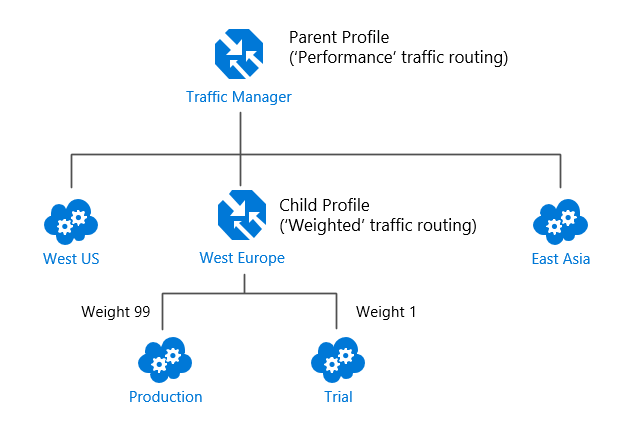 Parent Profile
(‘Performance’ traffic routing)
Traffic Manager
Child Profile
(‘Weighted’ traffic routing)
West US
West Europe
East Asia
Weight 99
Weight 1
Production
Trial